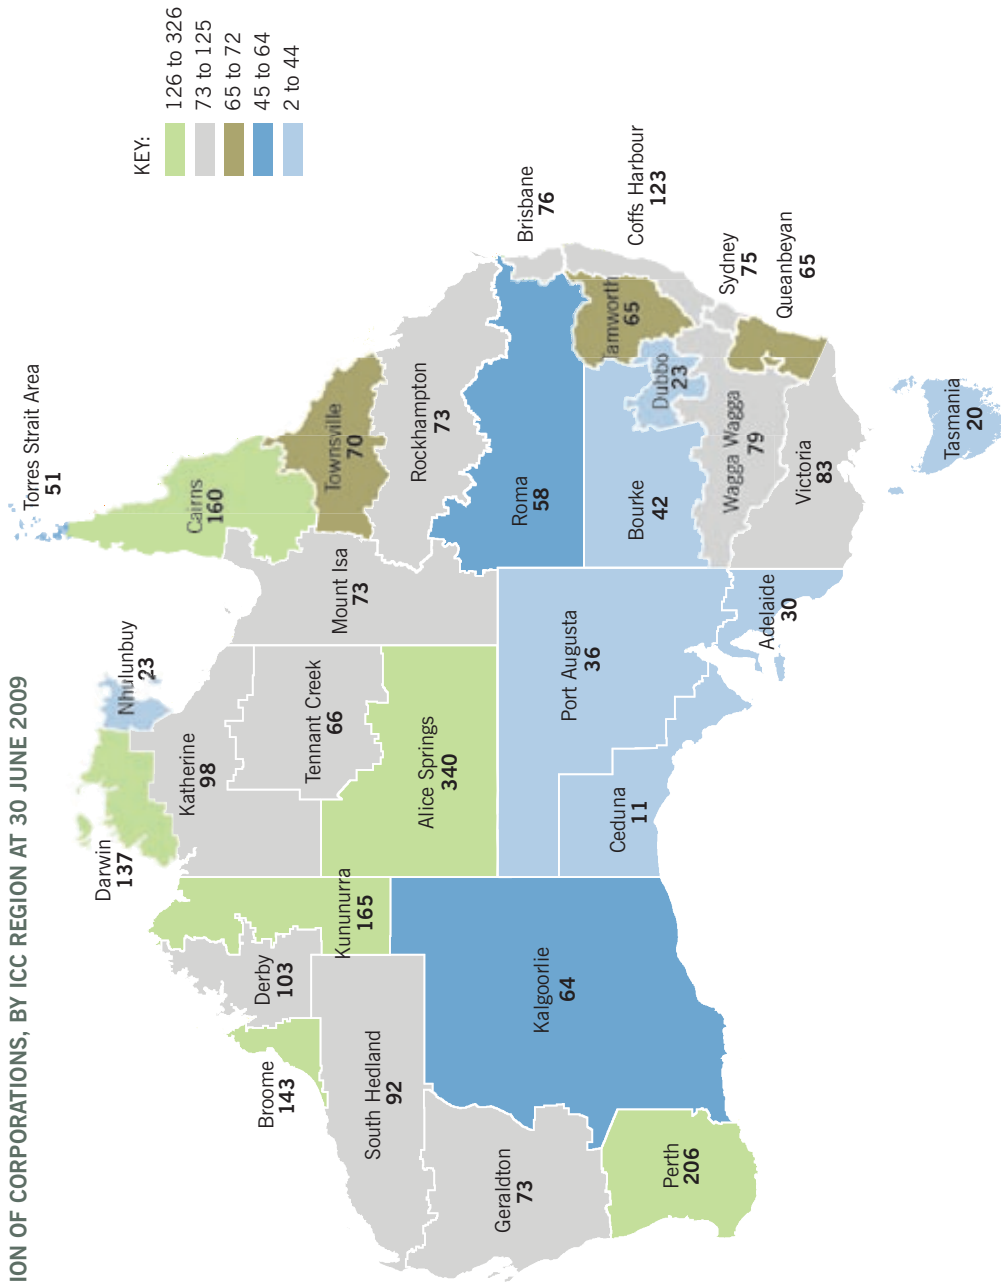 ION OF CORPORATIONS, BY ICC REGION AT 30 JUNE 2009
KEY:
126 to 326
73 to 125
65 to 72
45 to 64
2 to 44
Torres Strait Area
51
Darwin
137
Nhulunbuy
23
Katherine
98
Cairns
160
Broome
143
Derby
103
Kununurra
165
Tennant Creek
66
Mount Isa
73
Townsville
70
South Hedland
92
Alice Springs
340
Rockhampton
73
Geraldton
73
Kalgoorlie
64
Port Augusta
36
Roma
58
Brisbane
76
Ceduna
11
Bourke
42
Tamworth
65
Coffs Harbour
123
Dubbo
23
Perth
206
Adelaide
30
Wagga Wagga
79
Sydney
75
Queanbeyan
65
Victoria
83
Tasmania
20